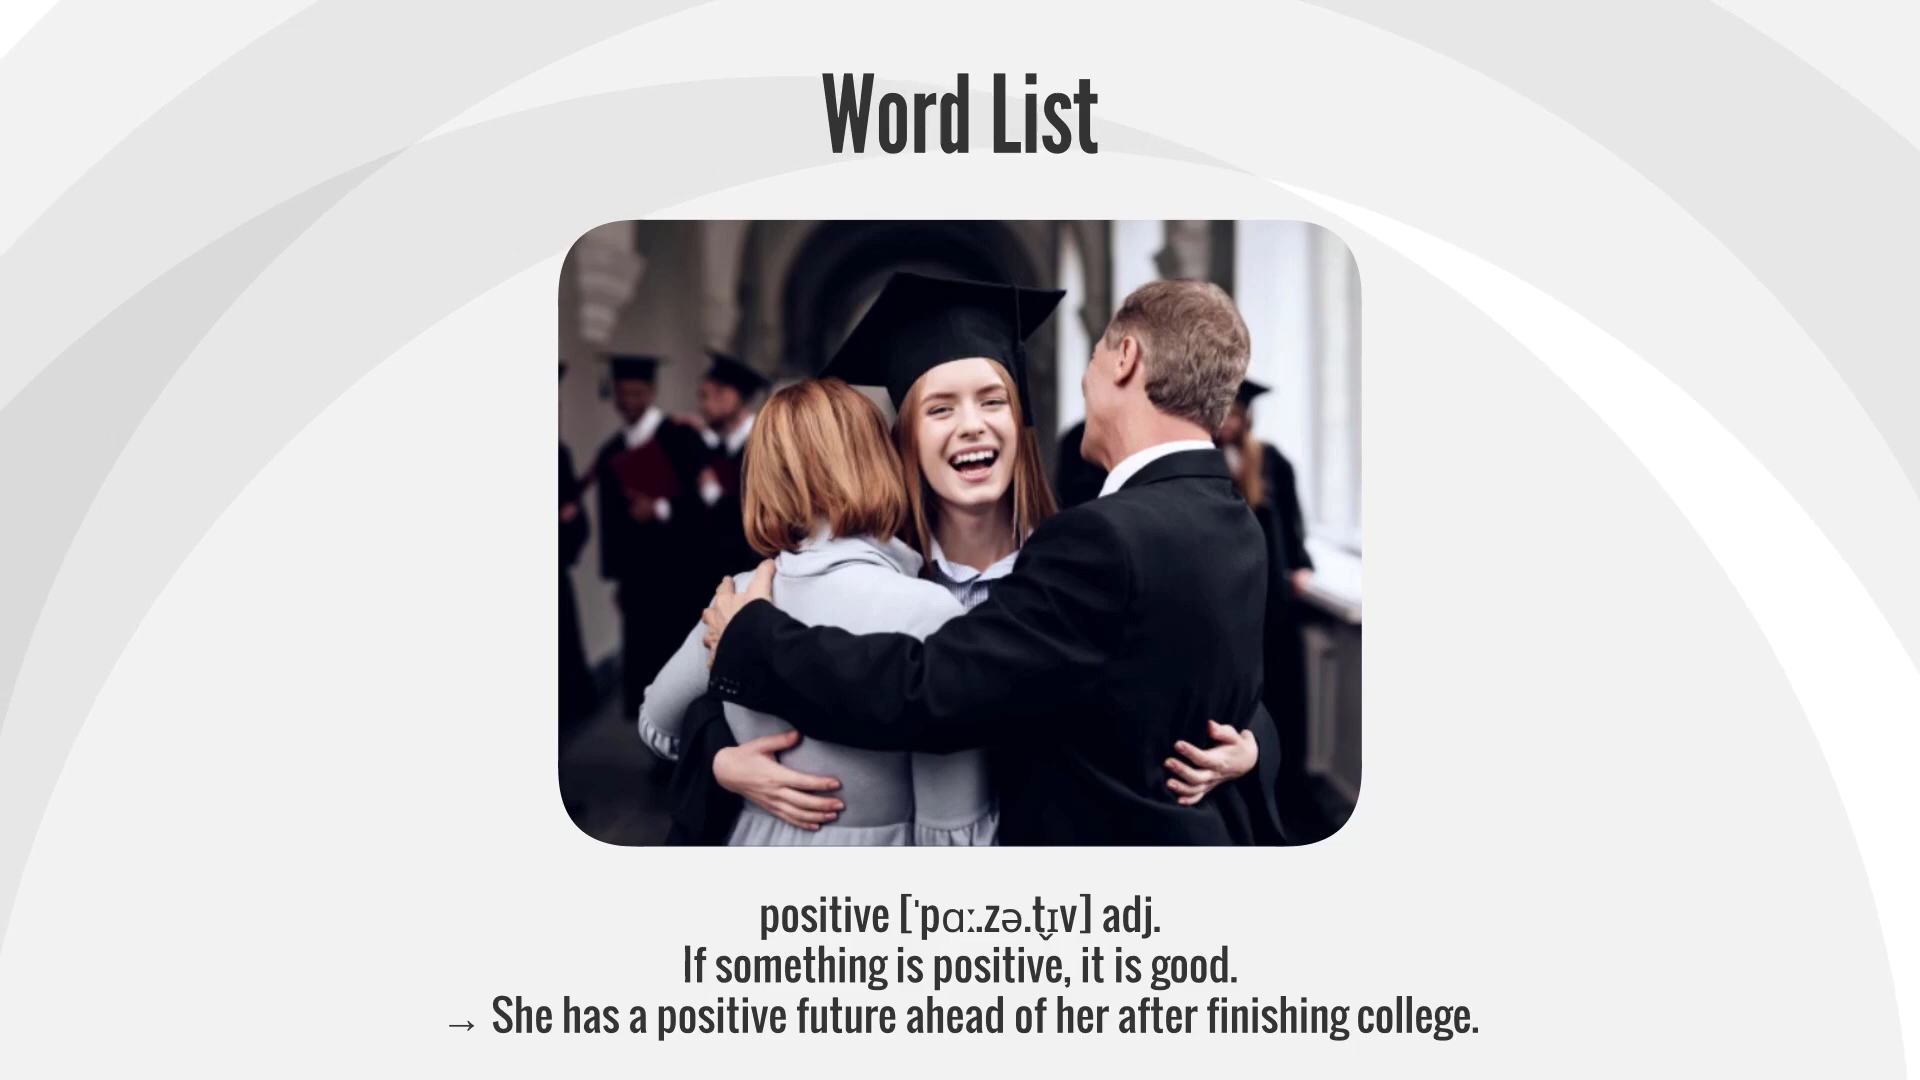 Word List
positive [ˈpɑː.zə.t̬ɪv] adj.
If something is positive, it is good.
→ She has a positive future ahead of her after finishing college.